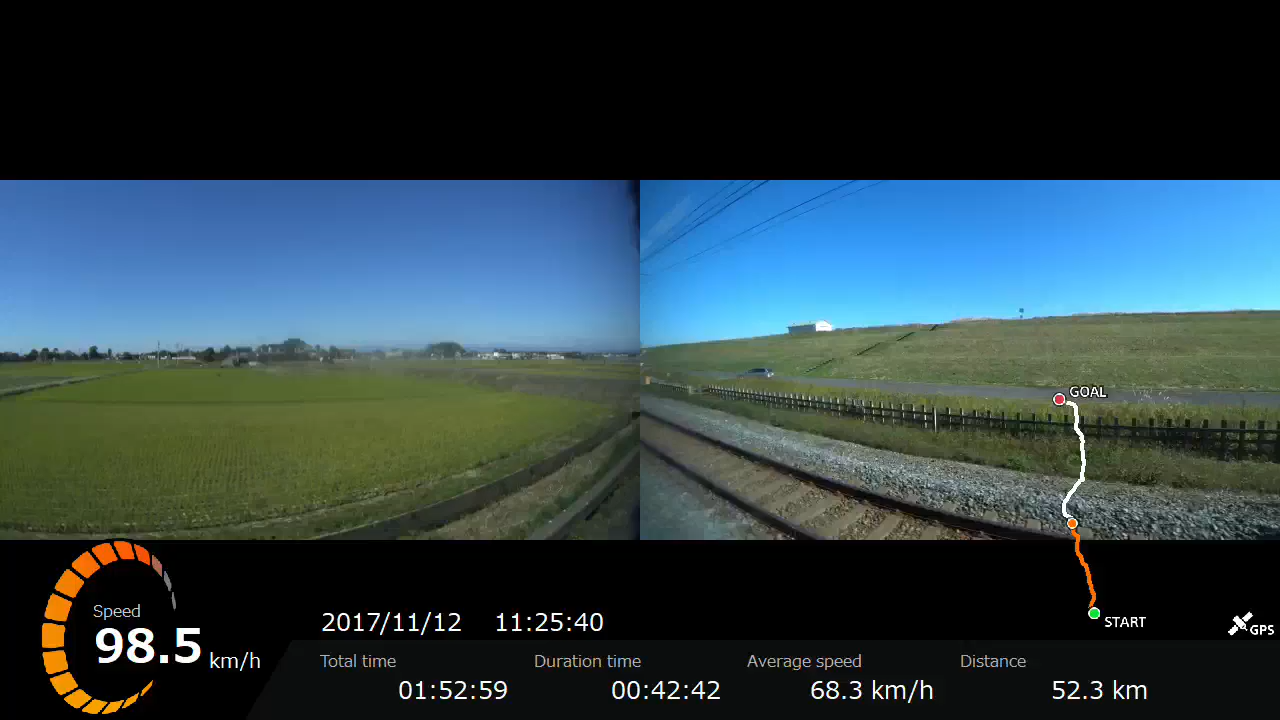 GOAL
START
GPS
Speed
98.5 km/h
2017/11/12 11:25:40
Total time
01:52:59
Duration time
00:42:42
Average speed
68.3 km/h
Distance
52.3 km